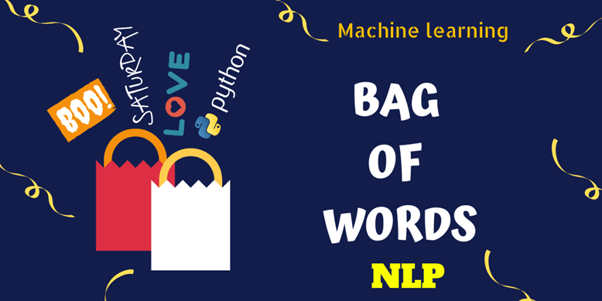 Machine learning
BOO!
SATURDAY
LOVE
python
BAG
OF
WORDS
NLP